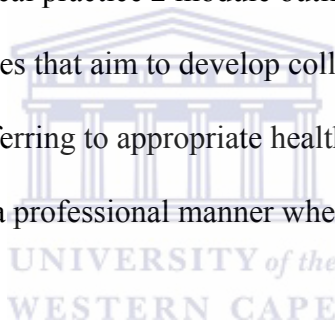 ical practice 2 module outli
es that aim to develop coll
ferring to appropriate healt
a professional manner whe
UNIVERSITY of the
WESTERN CAPE